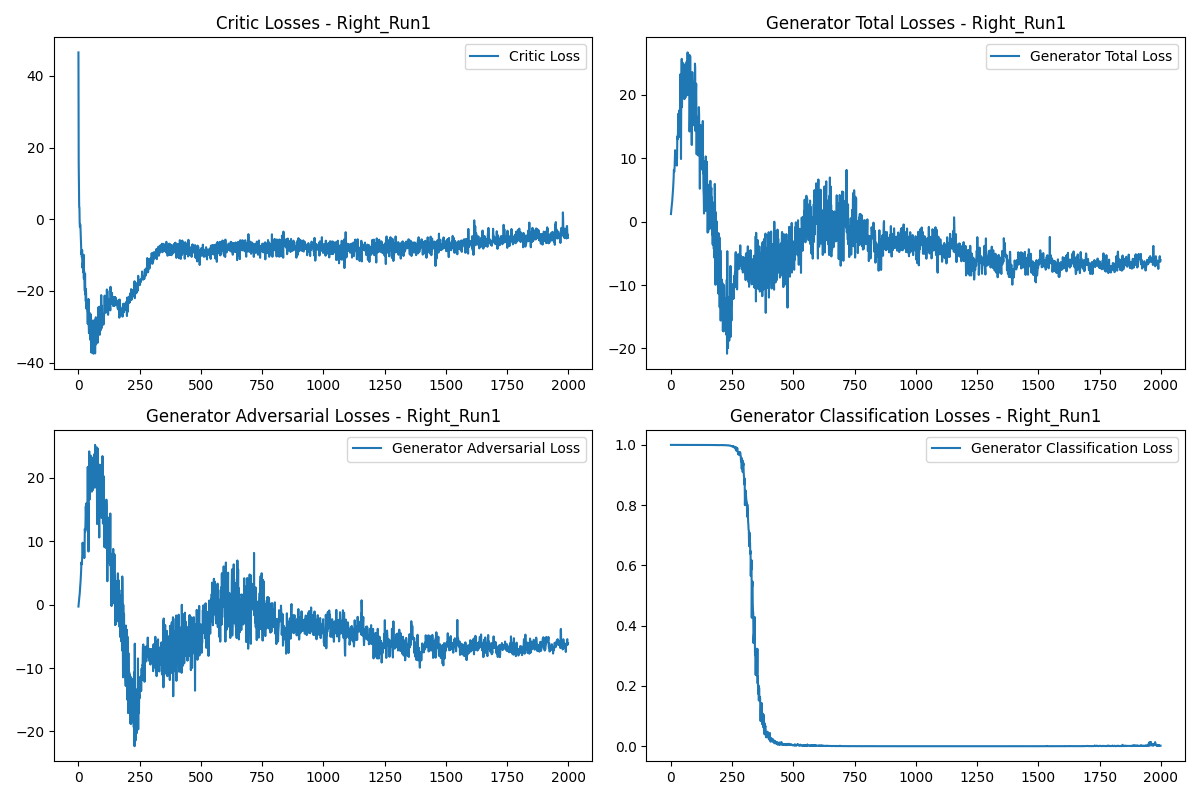 Critic Losses - Right_Run1
Critic Loss
40
20
0
−20
−40
0 250 500 750 1000 1250 1500 1750 2000
Generator Total Losses - Right_Run1
Generator Total Loss
20
10
0
−10
−20
0 250 500 750 1000 1250 1500 1750 2000
Generator Adversarial Losses - Right_Run1
Generator Adversarial Loss
20
10
0
−10
−20
0 250 500 750 1000 1250 1500 1750 2000
Generator Classification Losses - Right_Run1
Generator Classification Loss
1.0
0.8
0.6
0.4
0.2
0.0
0 250 500 750 1000 1250 1500 1750 2000